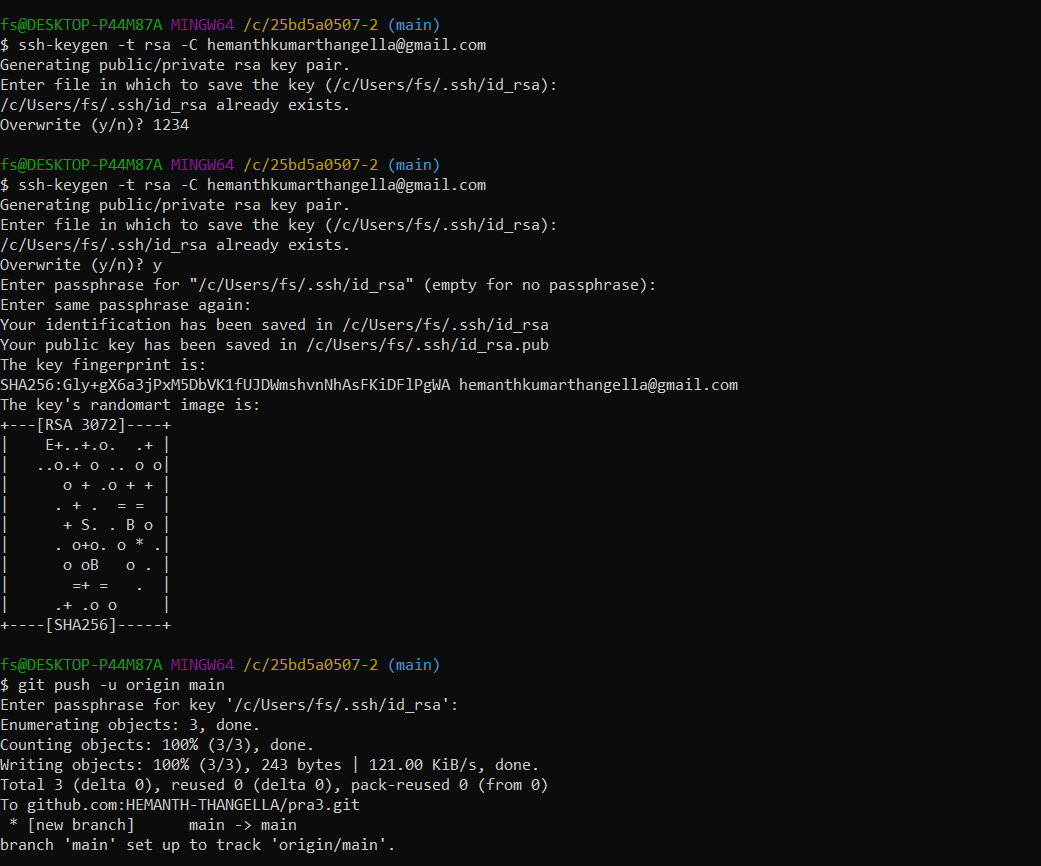 fs@DESKTOP-P44M87A MINGW64 /c/25bd5a0507-2 (main)
$ ssh-keygen -t rsa -C hemanthkumarthangella@gmail.com
Generating public/private rsa key pair.
Enter file in which to save the key (/c/Users/fs/.ssh/id_rsa):
/c/Users/fs/.ssh/id_rsa already exists.
Overwrite (y/n)? 1234

fs@DESKTOP-P44M87A MINGW64 /c/25bd5a0507-2 (main)
$ ssh-keygen -t rsa -C hemanthkumarthangella@gmail.com
Generating public/private rsa key pair.
Enter file in which to save the key (/c/Users/fs/.ssh/id_rsa):
/c/Users/fs/.ssh/id_rsa already exists.
Overwrite (y/n)? y
Enter passphrase for "/c/Users/fs/.ssh/id_rsa" (empty for no passphrase):
Enter same passphrase again:
Your identification has been saved in /c/Users/fs/.ssh/id_rsa
Your public key has been saved in /c/Users/fs/.ssh/id_rsa.pub
The key fingerprint is:
SHA256:Gly+gX6a3jPxM5DbVK1fUJDWmshvnNhAsFKiDFlPgWA hemanthkumarthangella@gmail.com
The key's randomart image is:
+---[RSA 3072]----+
|    E+..+.o.  .+ |
|   ..o.+ o .. o o|
|      o + .o + + |
|     . + .  = =  |
|      + S. . B o |
|     . o+o. o * .|
|      o oB   o . |
|       =+ =   .  |
|     .+ .o o     |
+----[SHA256]-----+

fs@DESKTOP-P44M87A MINGW64 /c/25bd5a0507-2 (main)
$ git push -u origin main
Enter passphrase for key '/c/Users/fs/.ssh/id_rsa':
Enumerating objects: 3, done.
Counting objects: 100% (3/3), done.
Writing objects: 100% (3/3), 243 bytes | 121.00 KiB/s, done.
Total 3 (delta 0), reused 0 (delta 0), pack-reused 0 (from 0)
To github.com:HEMANTH-THANGELLA/pra3.git
 * [new branch]      main -> main
branch 'main' set up to track 'origin/main'.